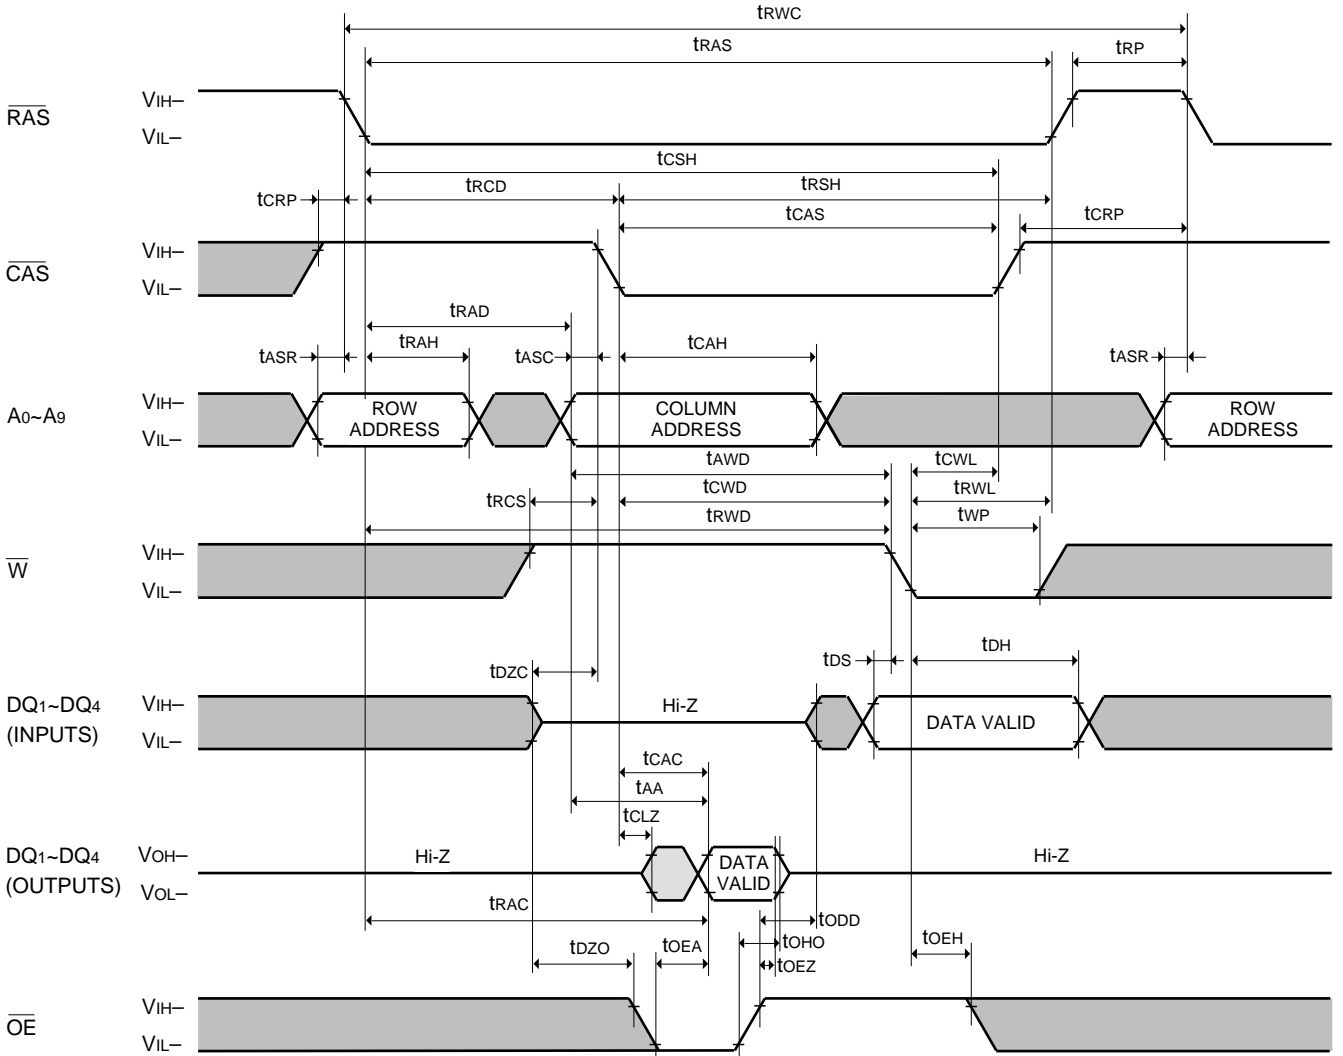 tRWC
tRAS
tRP
RAS
VIH–
VIL–
tCSH
tRCD
tRSH
tCRP
tCAS
tCRP
CAS
VIH–
VIL–
tRAD
tASR
tRAH
tASC
tCAH
tASR
A0~A9
VIH–
VIL–
ROW
ADDRESS
COLUMN
ADDRESS
ROW
ADDRESS
tAWD
tCWL
tRCS
tCWD
tRWL
tRWD
tWP
W
VIH–
VIL–
tDZC
tDS
tDH
DQ1~DQ4
(INPUTS)
VIH–
VIL–
Hi-Z
DATA VALID
tCAC
tAA
tCLZ
DQ1~DQ4
(OUTPUTS)
VOH–
VOL–
Hi-Z
DATA
VALID
Hi-Z
tRAC
tODD
tDZO
tOEA
tOHO
tOEZ
tOEH
OE
VIH–
VIL–